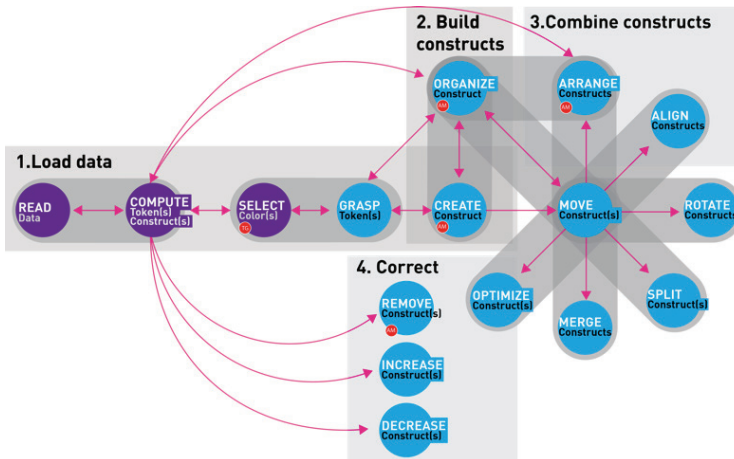 1.Load data
READ
Data
COMPUTE
Token(s)
Construct(s)
SELECT
Color(s)
TG
GRASP
Token(s)
2. Build
constructs
ORGANIZE
Construct
AM
CREATE
Construct
AM
3.Combine constructs
ARRANGE
Constructs
AM
ALIGN
Constructs
MOVE
Construct(s)
ROTATE
Constructs
OPTIMIZE
Construct(s)
MERGE
Constructs
SPLIT
Construct(s)
4. Correct
REMOVE
Construct(s)
AM
INCREASE
Construct(s)
DECREASE
Construct(s)